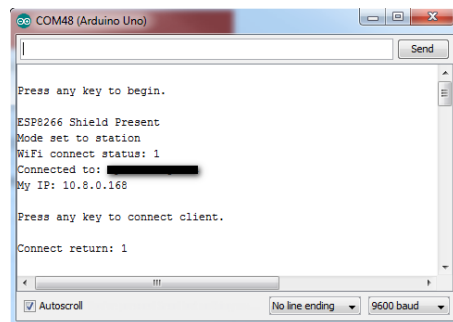 COM48 (Arduino Uno)
Send
Press any key to begin.
ESP8266 Shield Present
Mode set to station
WiFi connect status: 1
Connected to:
My IP: 10.8.0.168
Press any key to connect client.
Connect return: 1
Autoscroll
No line ending
9600 baud